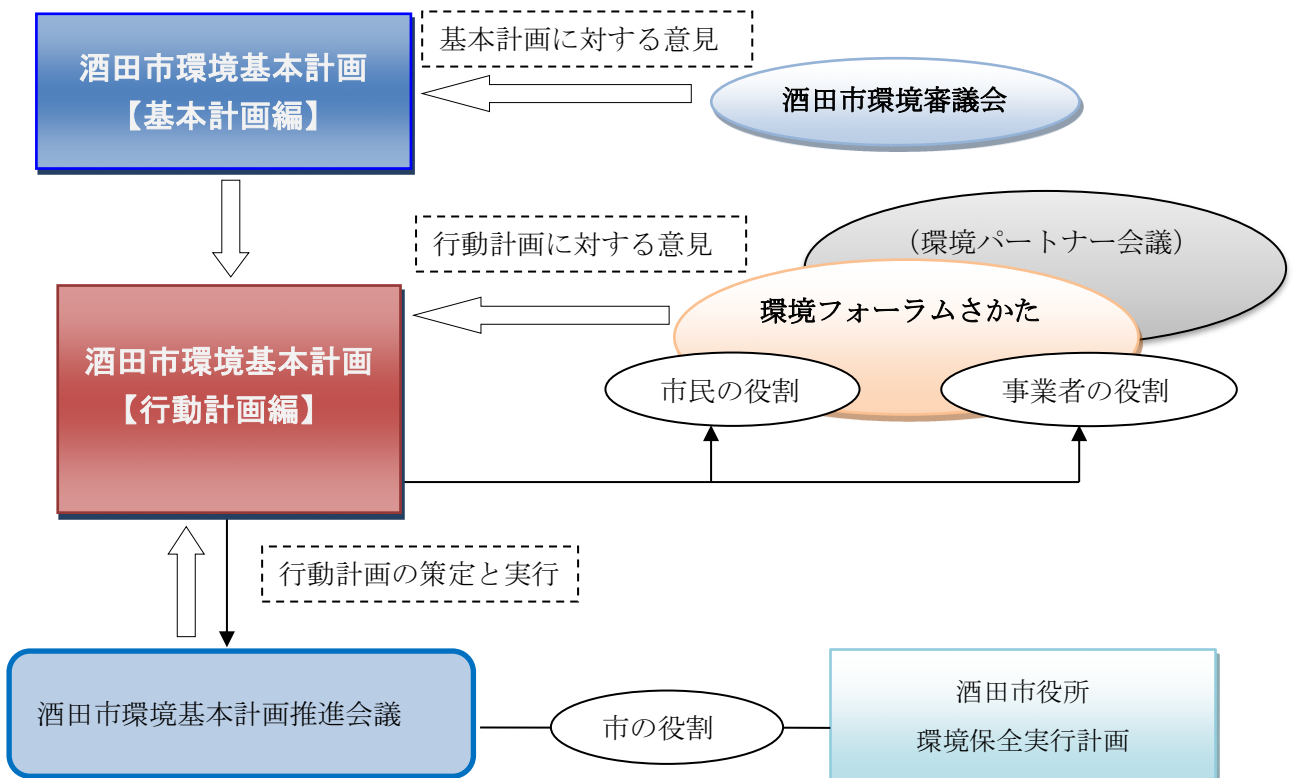 酒田市環境基本計画
【基本計画編】
基本計画に対する意見
酒田市環境審議会
行動計画に対する意見
（環境パートナー会議）
環境フォーラムさかた
酒田市環境基本計画
【行動計画編】
市民の役割
事業者の役割
行動計画の策定と実行
酒田市環境基本計画推進会議
市の役割
酒田市役所
環境保全実行計画